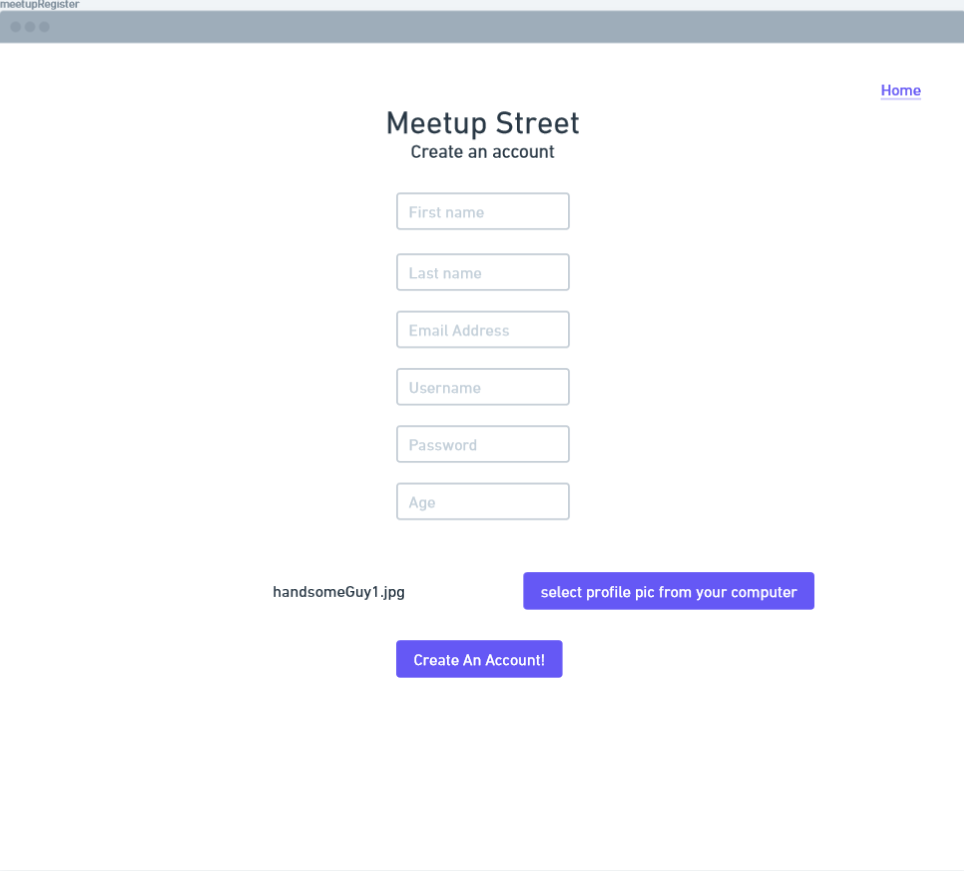 meetupRegister
Home
Meetup Street
Create an account
First name
Last name
Email Address
Username
Password
Age
handsomeGuy1.jpg
select profile pic from your computer
Create An Account!